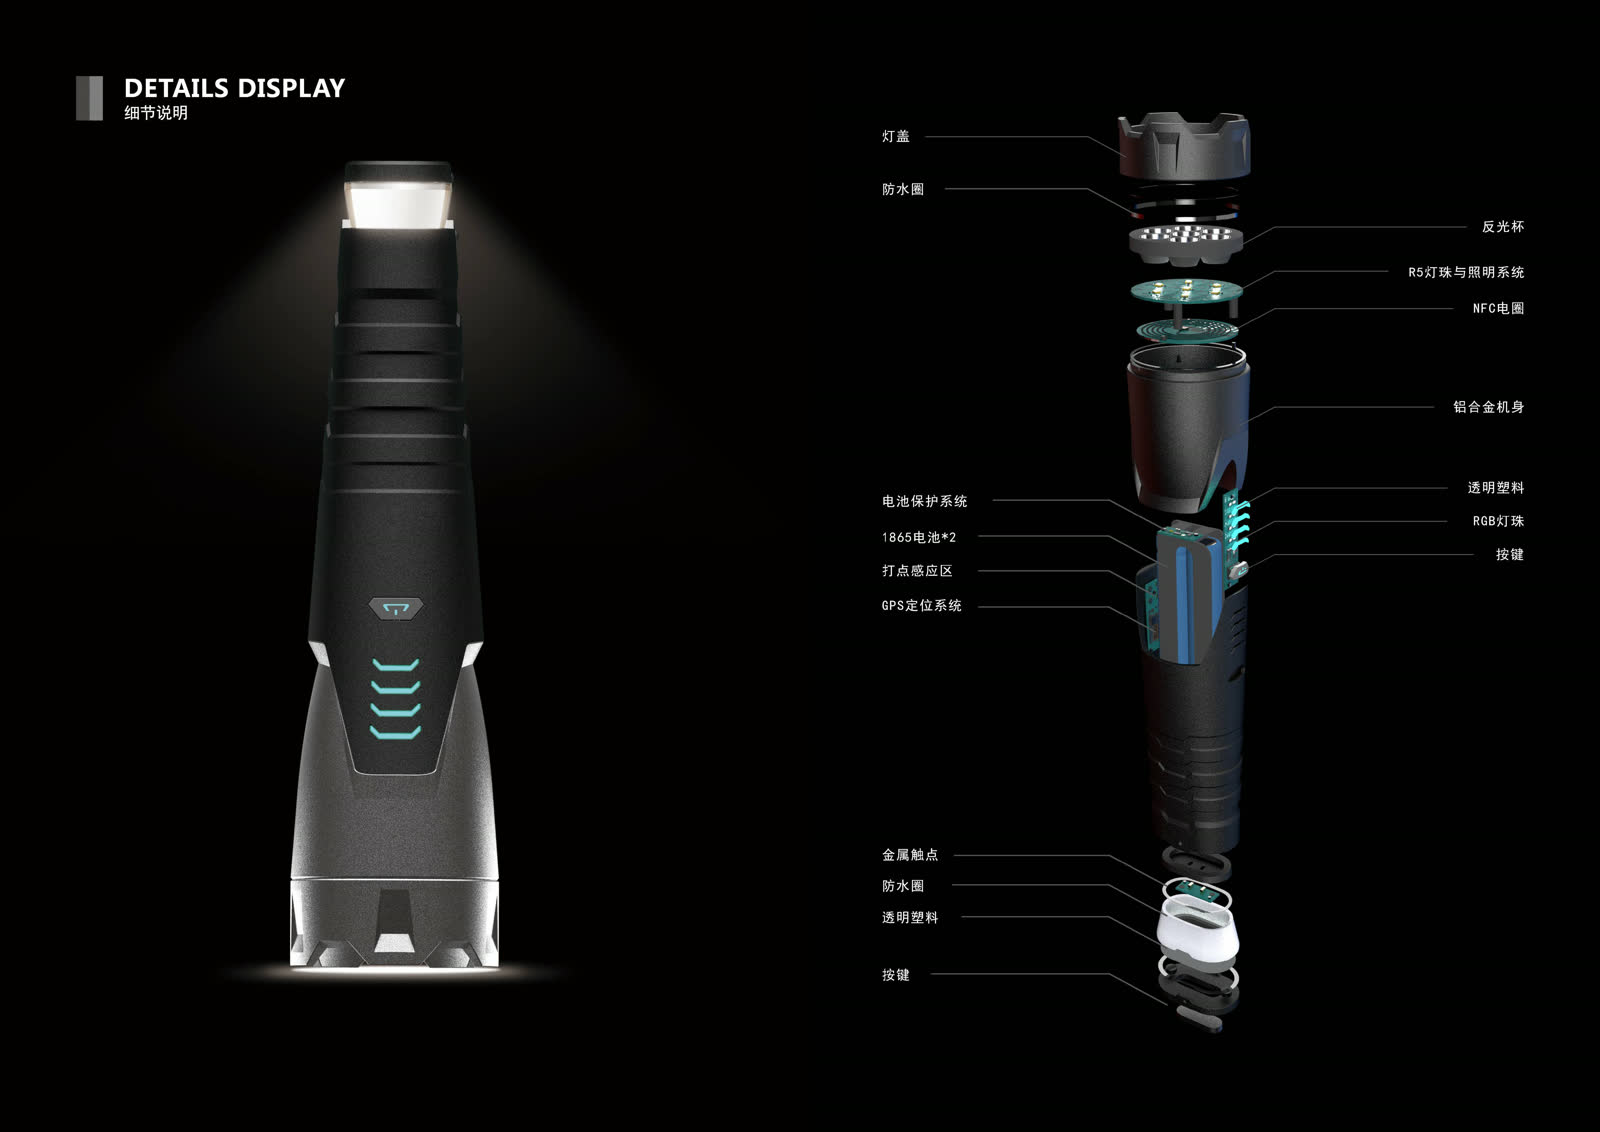 DETAILS DISPLAY
细节说明
灯盖
防水圈
反光杯
R5灯珠与照明系统
NFC电圈
铝合金机身
透明塑料
RGB灯珠
按键
电池保护系统
1865电池*2
打点感应区
GPS定位系统
金属触点
防水圈
透明塑料
按键